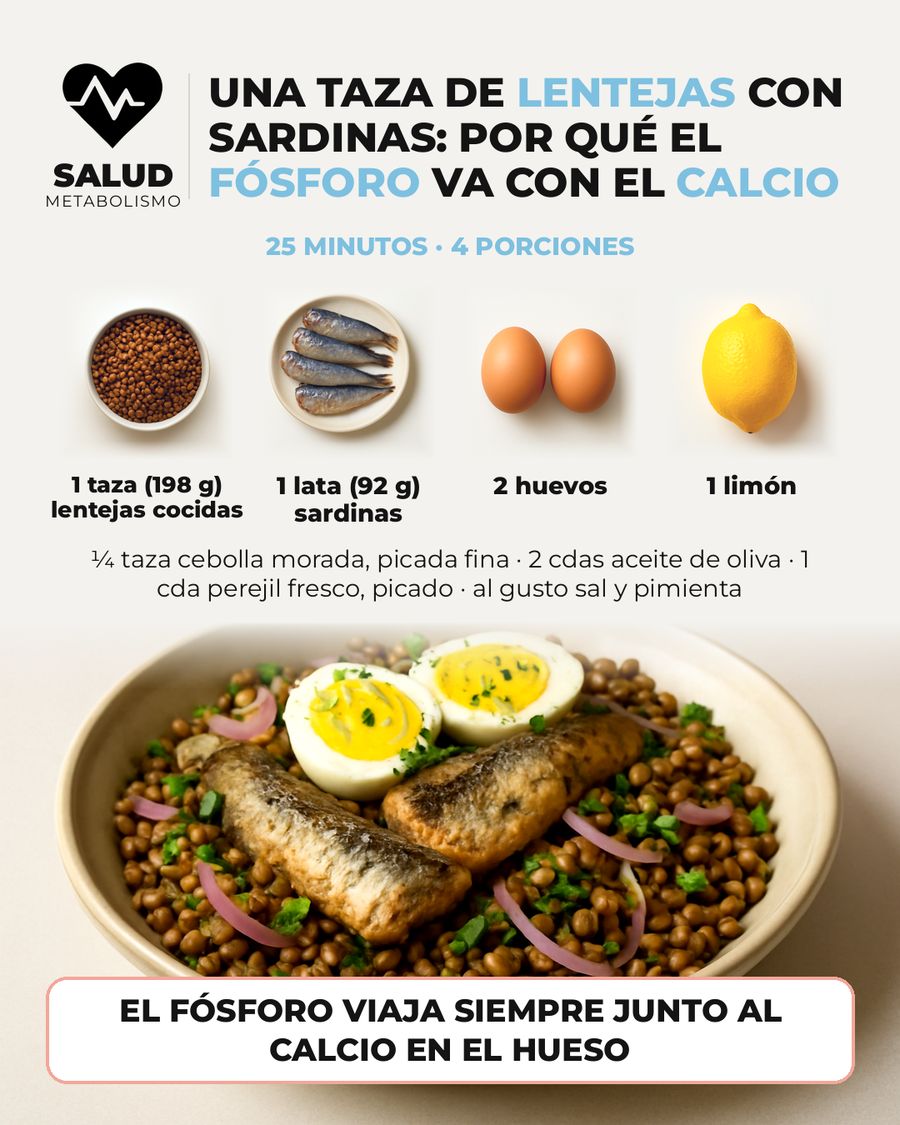 SALUD
METABOLISMO
UNA TAZA DE LENTEJAS CON
SARDINAS: POR QUÉ EL
FÓSFORO VA CON EL CALCIO
25 MINUTOS · 4 PORCIONES
1 taza (198 g)
lentejas cocidas
1 lata (92 g)
sardinas
2 huevos
1 limón
¼ taza cebolla morada, picada fina · 2 cdas aceite de oliva · 1
cda perejil fresco, picado · al gusto sal y pimienta
EL FÓSFORO VIAJA SIEMPRE JUNTO AL
CALCIO EN EL HUESO